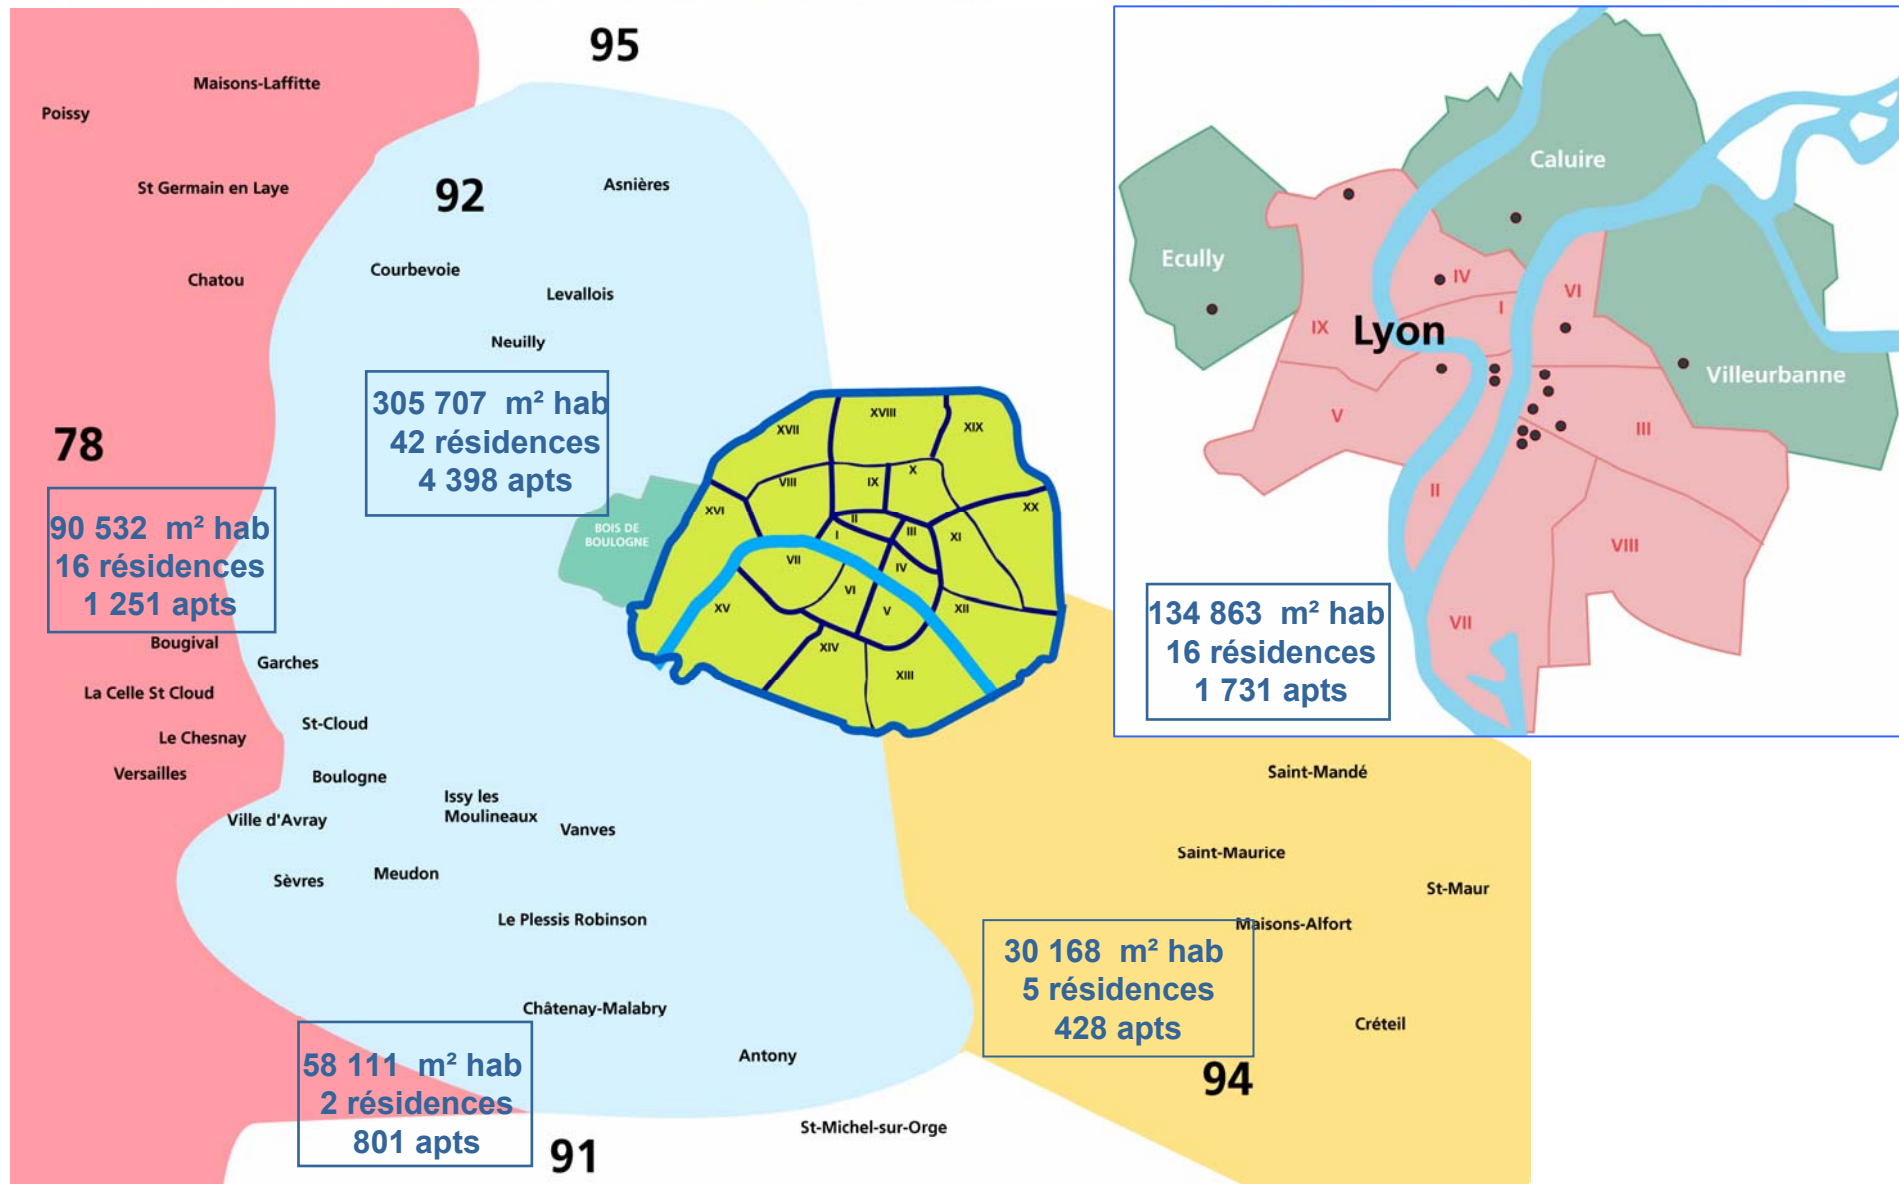 95
Maisons-Laffitte
Poissy
St Germain en Laye
92
Asnières
Chatou
Courbevoie
Levallois
Neuilly
305 707 m² hab
42 résidences
4 398 apts
78
90 532 m² hab
16 résidences
1 251 apts
BOIS DE
BOULOGNE
XVIII
XVII
XIX
X
VIII
IX
XVI
XX
II
I
III
XI
VII
IV
VI
XV
V
XII
XIV
XIII
Bougival
Garches
La Celle St Cloud
St-Cloud
Le Chesnay
Versailles
Boulogne
Issy les
Moulineaux
Ville d'Avray
Vanves
Sèvres
Meudon
Le Plessis Robinson
Châtenay-Malabry
Antony
58 111 m² hab
2 résidences
801 apts
91
St-Michel-sur-Orge
Caluire
Ecully
IV
VI
I
IX
Lyon
Villeurbanne
V
III
II
VIII
VII
134 863 m² hab
16 résidences
1 731 apts
Saint-Mandé
Saint-Maurice
St-Maur
Maisons-Alfort
30 168 m² hab
5 résidences
428 apts
Créteil
94